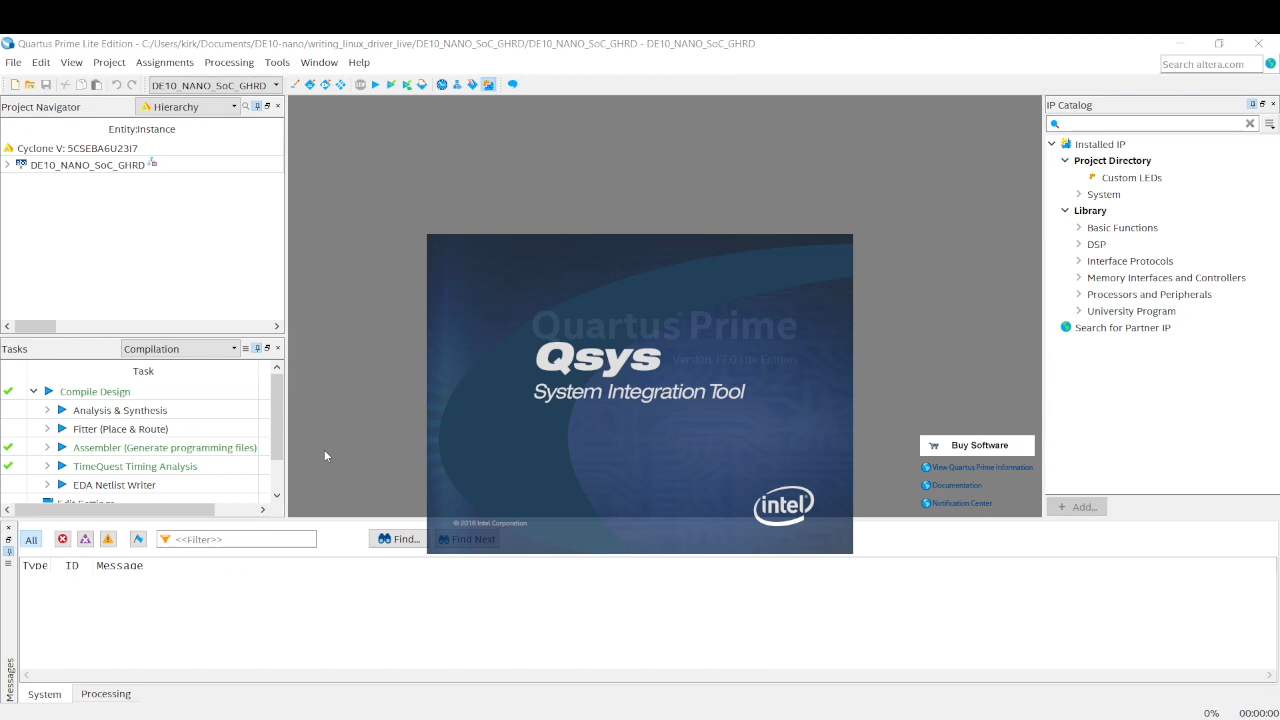 Quartus Prime Lite Edition - C:/Users/kirk/Documents/DE10-nano/writing_linux_driver_live/DE10_NANO_SoC_GHRD/DE10_NANO_SoC_GHRD - DE10_NANO_SoC_GHRD
File Edit View Project Assignments Processing Tools Window Help
Search altera.com
DE10_NANO_SoC_GHRD
Project Navigator
Hierarchy
Entity:Instance
Cyclone V: 5CSEBA6U23I7
DE10_NANO_SoC_GHRD
Tasks
Compilation
Task
Compile Design
Analysis & Synthesis
Fitter (Place & Route)
Assembler (Generate programming files)
TimeQuest Timing Analysis
EDA Netlist Writer
Quartus Prime
Version 17.0 Lite Edition
Qsys
System Integration Tool
intel
© 2016 Intel Corporation
Buy Software
View Quartus Prime Information
Documentation
Notification Center
IP Catalog
Installed IP
Project Directory
Custom LEDs
System
Library
Basic Functions
DSP
Interface Protocols
Memory Interfaces and Controllers
Processors and Peripherals
University Program
Search for Partner IP
Add...
All
<<Filter>>
Find...
Find Next
Type ID Message
Messages
System Processing
0% 00:00:00